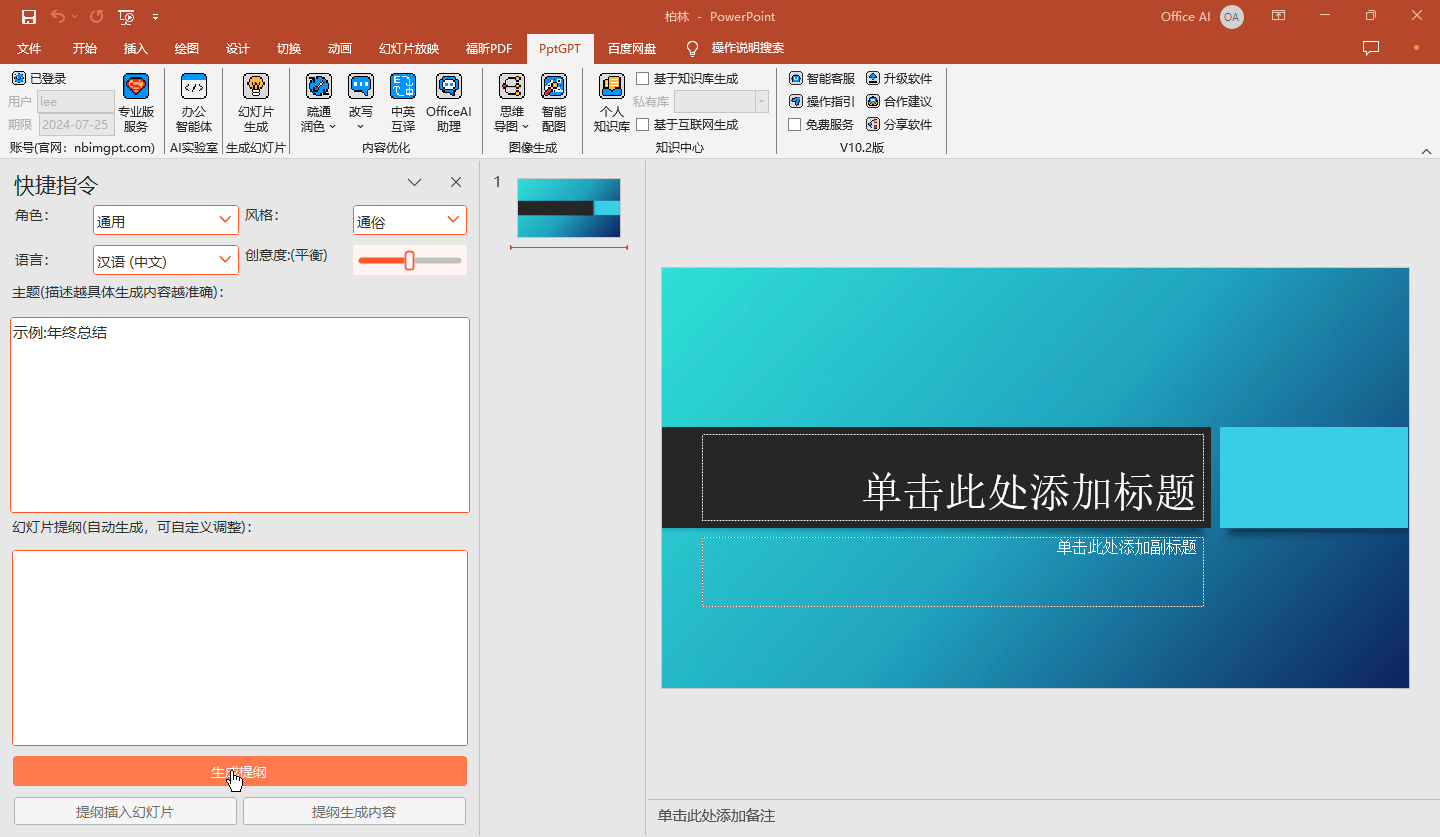 柏林 - PowerPoint
Office AI
OA
文件 开始 插入 绘图 设计 切换 动画 幻灯片放映 福昕PDF PptGPT 百度网盘 操作说明搜索
已登录
用户 lee
期限 2024-07-25
专业版
服务
账号(官网：nbimgpt.com)
办公
智能体
AI实验室
幻灯片
生成
生成幻灯片
疏通
润色
改写
中英
互译
OfficeAI
助理
内容优化
思维
导图
智能
配图
图像生成
个人
知识库
基于知识库生成
私有库
基于互联网生成
知识中心
智能客服
升级软件
操作指引
合作建议
免费服务
分享软件
V10.2版
快捷指令
角色：
通用
风格：
通俗
语言：
汉语 (中文)
创意度:(平衡)
主题(描述越具体生成内容越准确)：
示例:年终总结
幻灯片提纲(自动生成，可自定义调整)：
生成提纲
提纲插入幻灯片
提纲生成内容
1
单击此处添加标题
单击此处添加副标题
单击此处添加备注